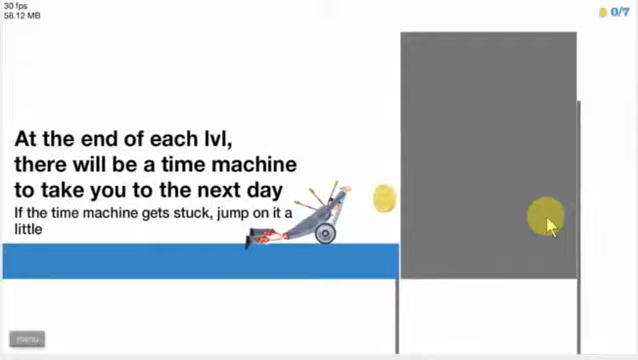 30 fps
58.12 MB
0/7
At the end of each lvl,
there will be a time machine
to take you to the next day
If the time machine gets stuck, jump on it a
little
menu